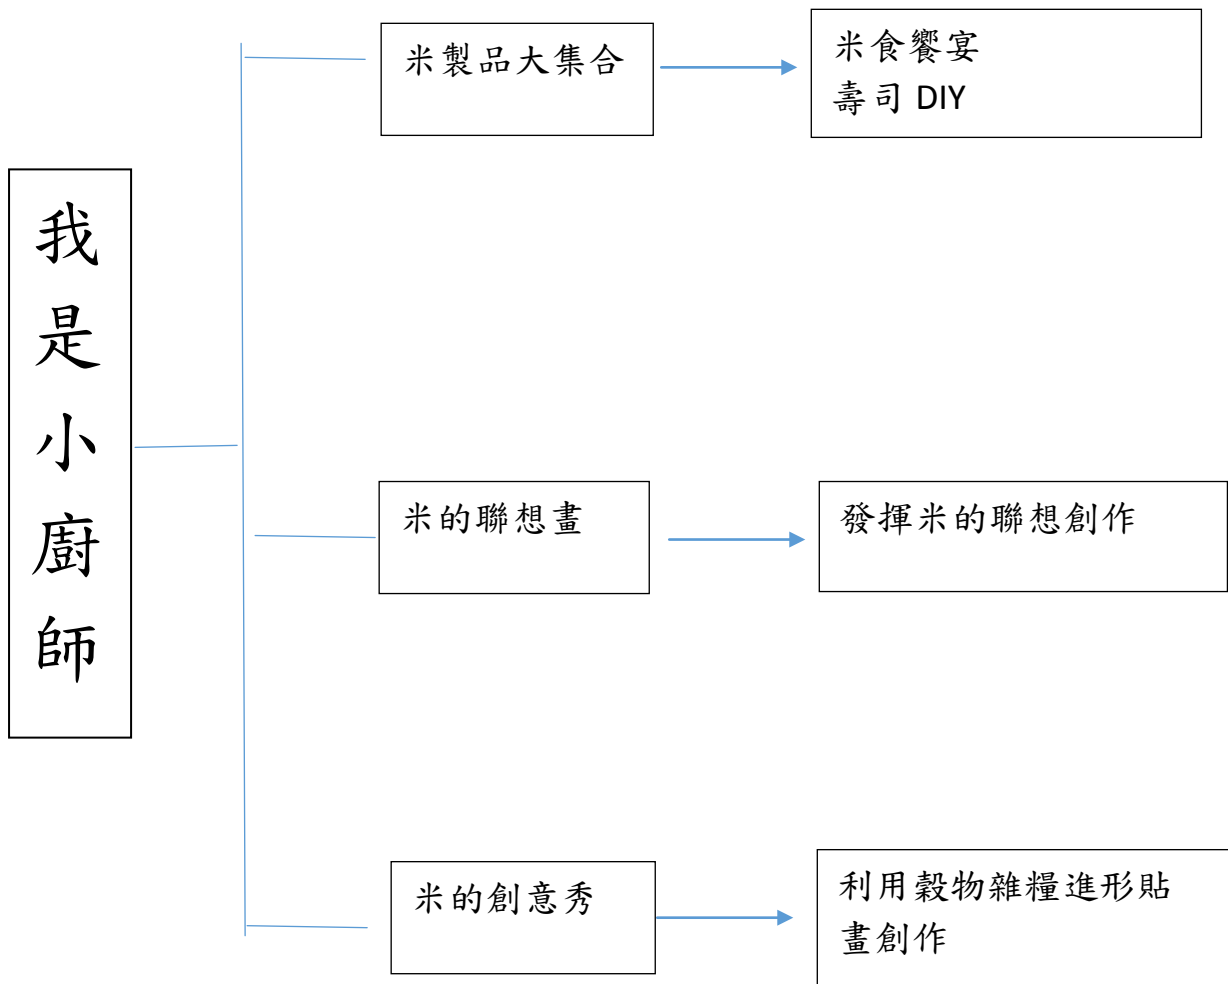 我是小廚師
米製品大集合
米食饗宴
壽司 DIY
米的聯想畫
發揮米的聯想創作
米的創意秀
利用穀物雜糧進形貼
畫創作